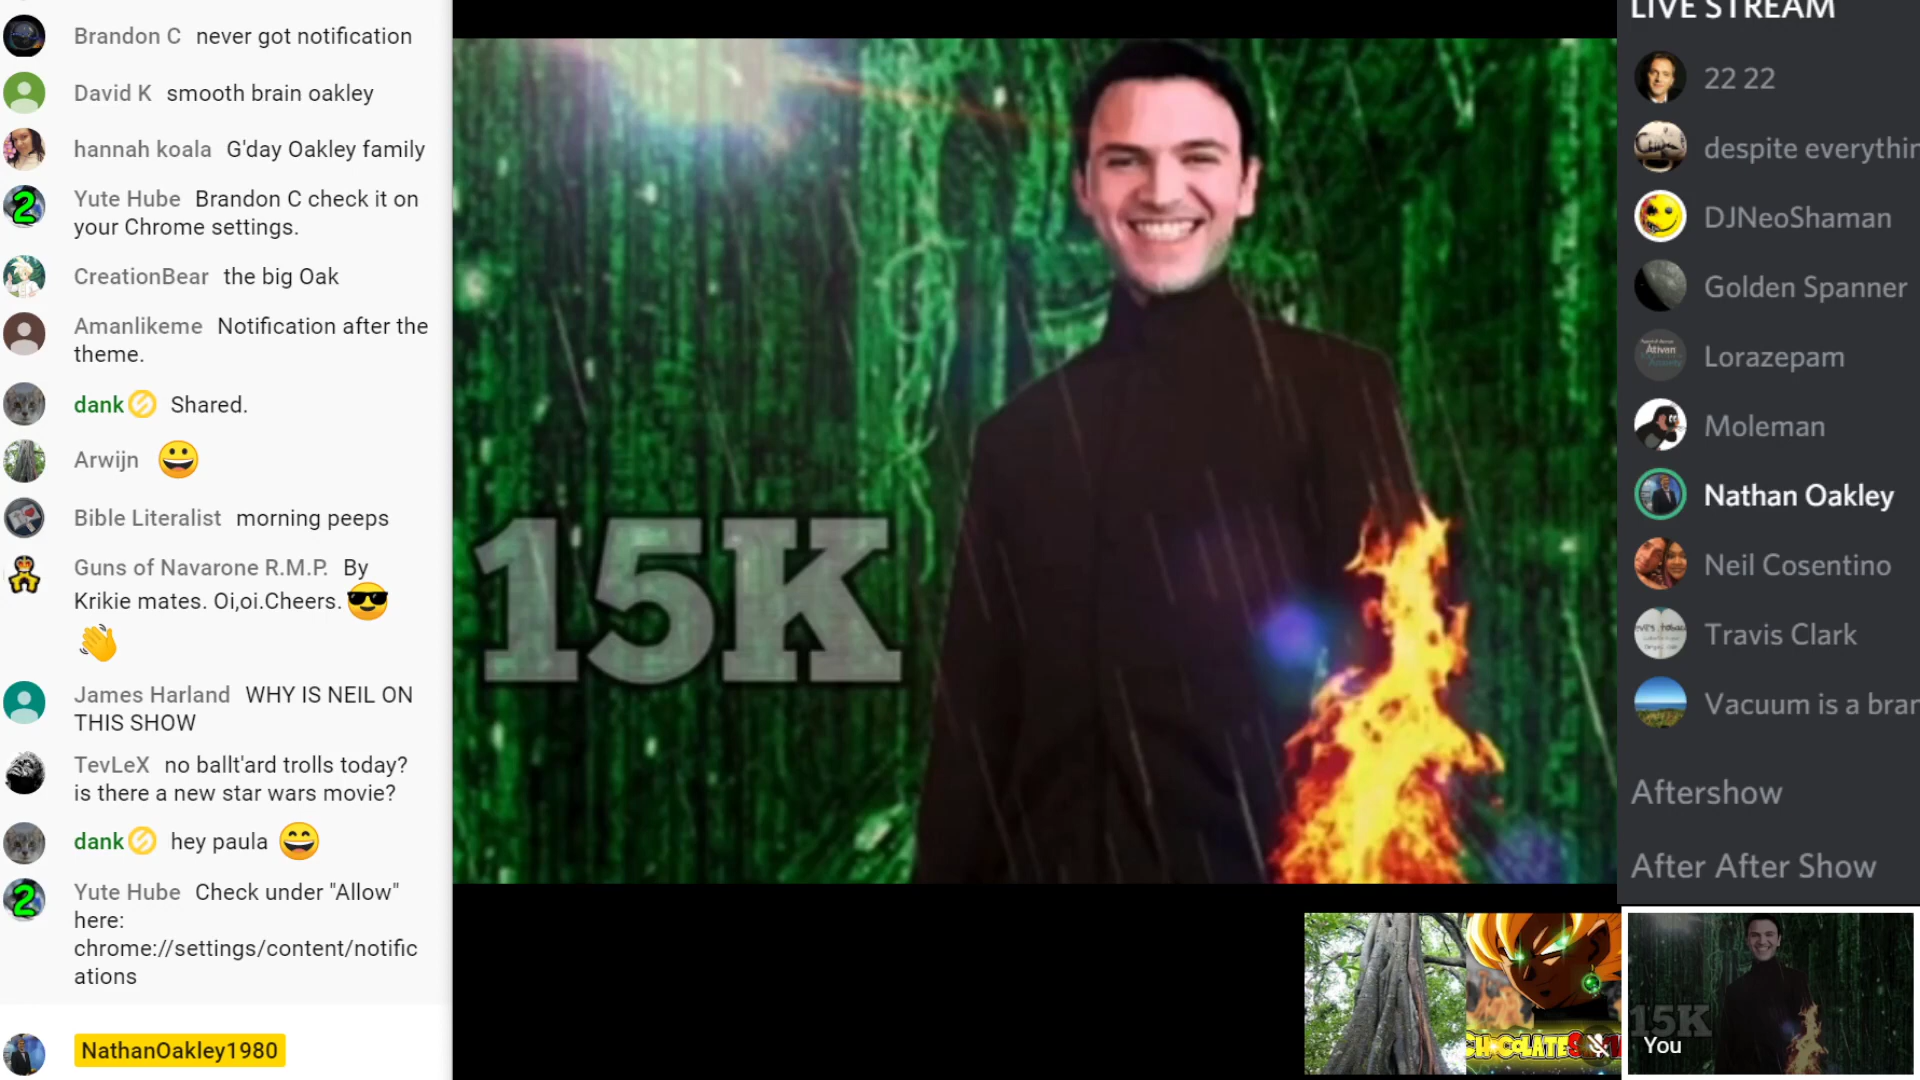 Brandon C never got notification
David K smooth brain oakley
hannah koala G'day Oakley family
Yute Hube Brandon C check it on
your Chrome settings.
CreationBear the big Oak
Amanlikeme Notification after the
theme.
dank Shared.
Arwijn
Bible Literalist morning peeps
Guns of Navarone R.M.P. By
Krikie mates. Oi,oi.Cheers.
James Harland WHY IS NEIL ON
THIS SHOW
TevLeX no ballt'ard trolls today?
is there a new star wars movie?
dank hey paula
Yute Hube Check under "Allow"
here:
chrome://settings/content/notific
ations
NathanOakley1980
15K
LIVE STREAM
22 22
despite everythin
DJNeoShaman
Golden Spanner
Lorazepam
Moleman
Nathan Oakley
Neil Cosentino
Travis Clark
Vacuum is a bran
Aftershow
After After Show
15K
You